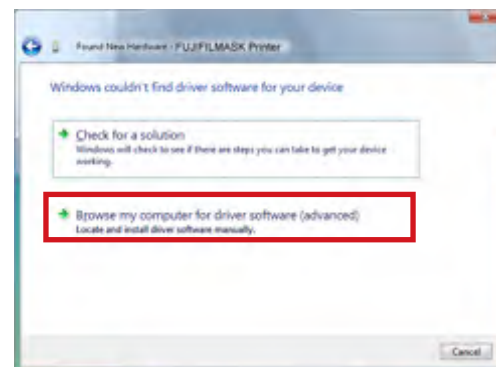 Found New Hardware - FUJIFILMASK Printer
Windows couldn't find driver software for your device
Check for a solution
Windows will check to see if there are steps you can take to get your device
working.
Browse my computer for driver software (advanced)
Locate and install driver software manually.
Cancel